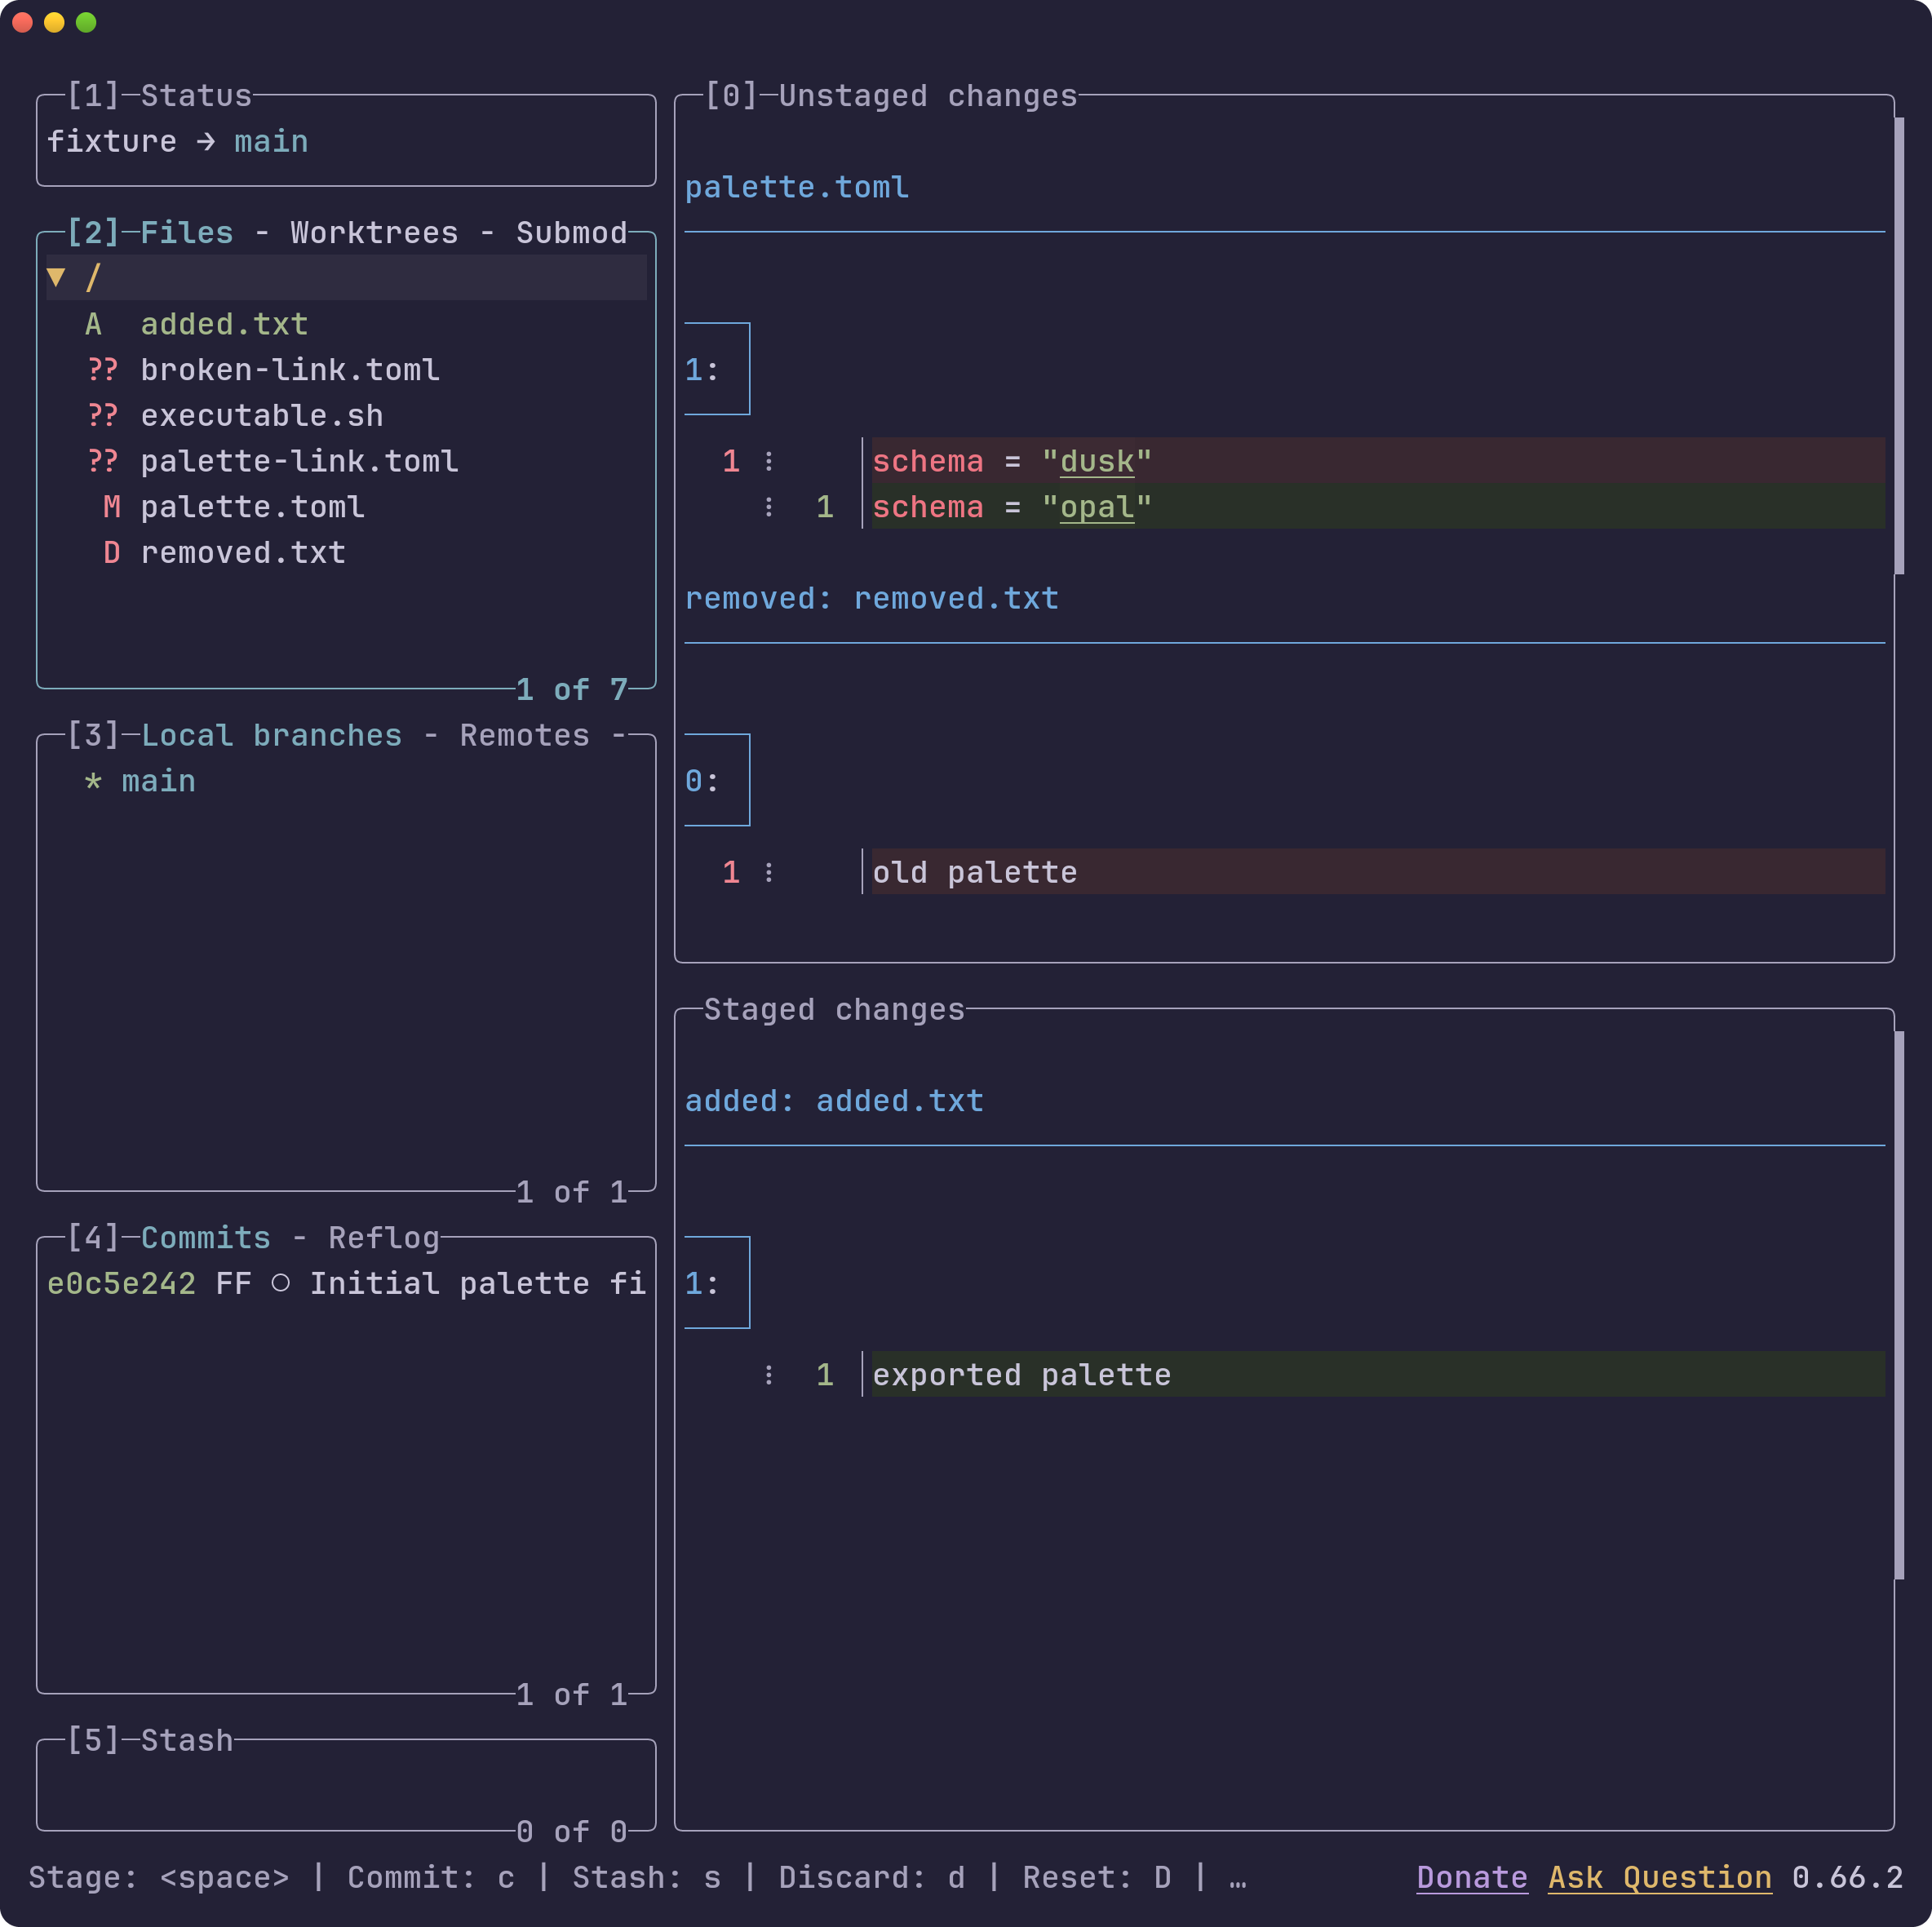 [1] Status
fixture → main
[2] Files - Worktrees - Submod
▼ /
A added.txt
?? broken-link.toml
?? executable.sh
?? palette-link.toml
M palette.toml
D removed.txt
1 of 7
[3] Local branches - Remotes -
* main
1 of 1
[4] Commits - Reflog
e0c5e242 FF ○ Initial palette fi
1 of 1
[5] Stash
0 of 0
[0] Unstaged changes
palette.toml
1:
1 ⋮ schema = "dusk"
⋮ 1 schema = "opal"
removed: removed.txt
0:
1 ⋮ old palette
Staged changes
added: added.txt
1:
⋮ 1 exported palette
Stage: <space> | Commit: c | Stash: s | Discard: d | Reset: D | … Donate Ask Question 0.66.2